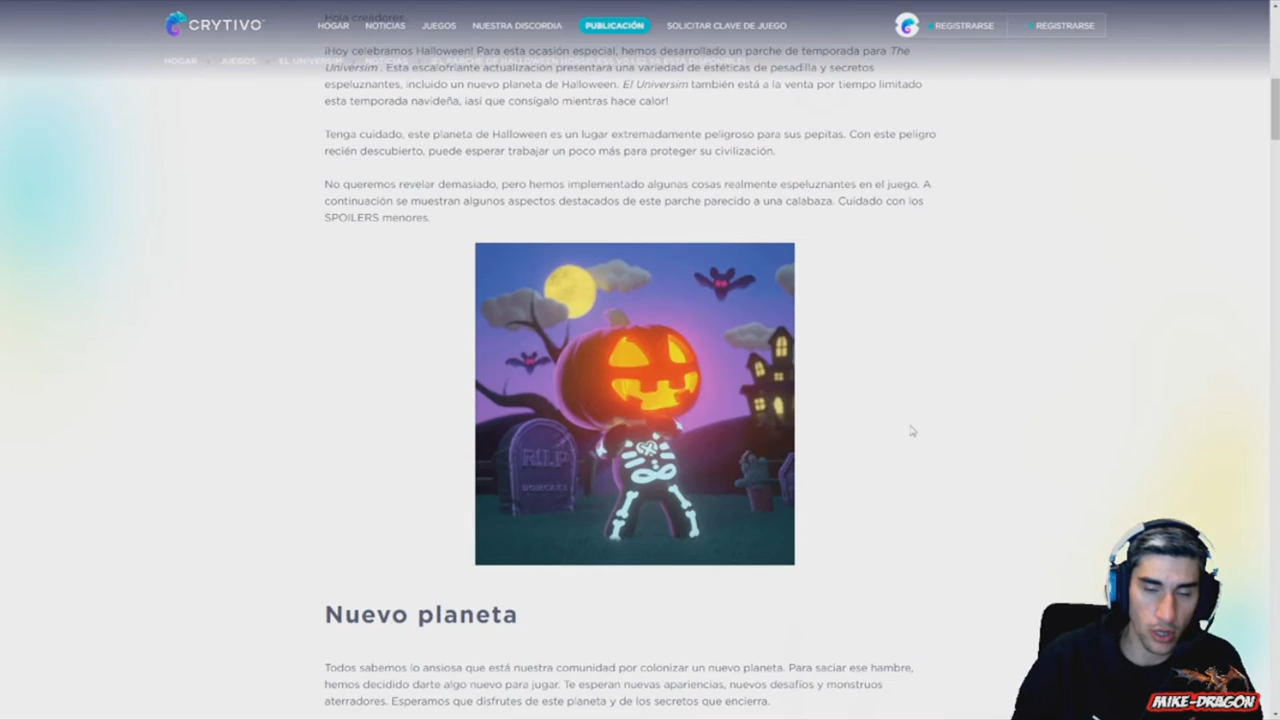 Hola creadores,
CRYTIVO
HOGAR NOTICIAS JUEGOS NUESTRA DISCORDIA PUBLICACIÓN SOLICITAR CLAVE DE JUEGO REGISTRARSE REGISTRARSE
¡Hoy celebramos Halloween! Para esta ocasión especial, hemos desarrollado un parche de temporada para The
HOGAR JUEGOS EL UNIVERSIM NOTICIAS
Universim . Esta escalofriante actualización presentará una variedad de estéticas de pesadilla y secretos
espeluznantes, incluido un nuevo planeta de Halloween. El Universim también está a la venta por tiempo limitado
esta temporada navideña, ¡así que consígalo mientras hace calor!
Tenga cuidado, este planeta de Halloween es un lugar extremadamente peligroso para sus pepitas. Con este peligro
recién descubierto, puede esperar trabajar un poco más para proteger su civilización.
No queremos revelar demasiado, pero hemos implementado algunas cosas realmente espeluznantes en el juego. A
continuación se muestran algunos aspectos destacados de este parche parecido a una calabaza. Cuidado con los
SPOILERS menores.
R.I.P
Nuevo planeta
Todos sabemos lo ansiosa que está nuestra comunidad por colonizar un nuevo planeta. Para saciar ese hambre,
hemos decidido darte algo nuevo para jugar. Te esperan nuevas apariencias, nuevos desafíos y monstruos
aterradores. Esperamos que disfrutes de este planeta y de los secretos que encierra.
MIKE-DRAGON